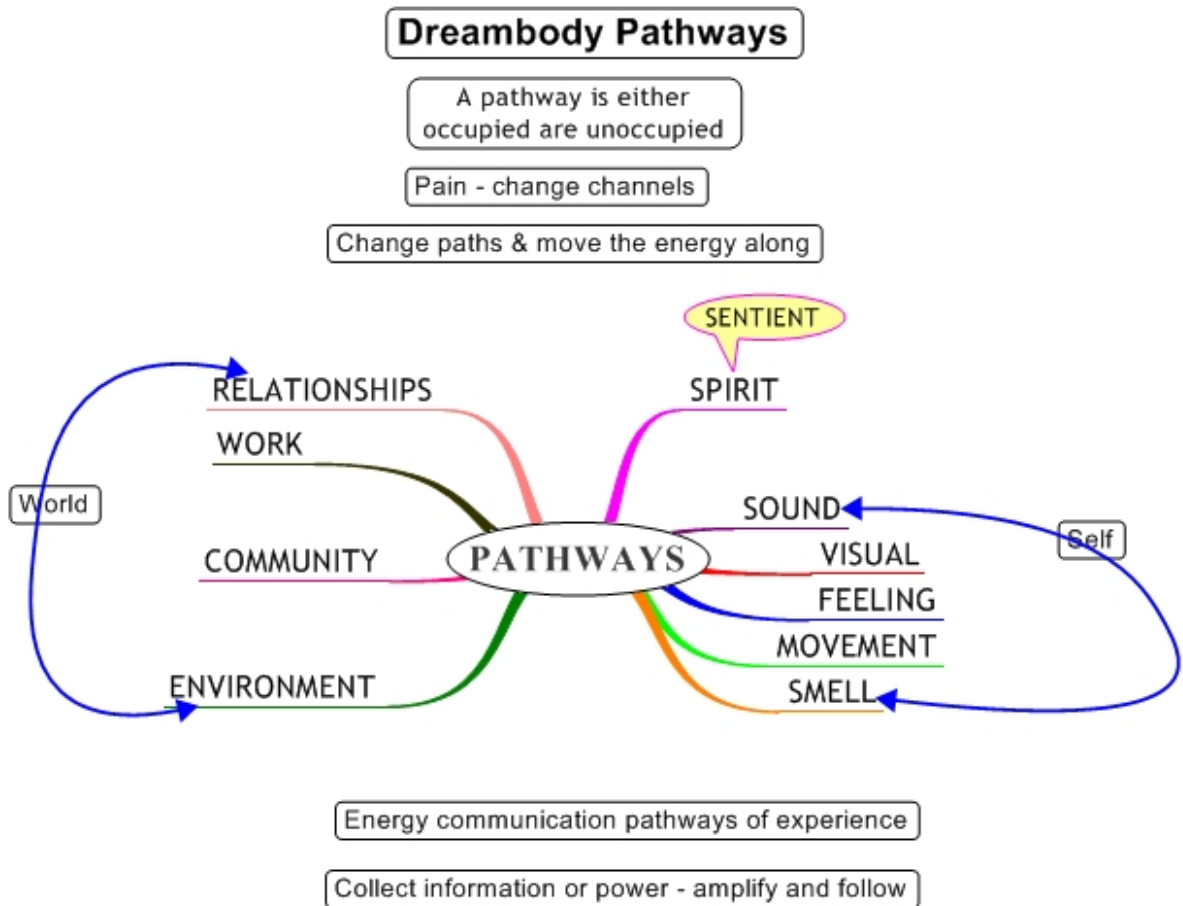 Dreambody Pathways
A pathway is either
occupied are unoccupied
Pain - change channels
Change paths & move the energy along
SENTIENT
RELATIONSHIPS
SPIRIT
WORK
World
SOUND
Self
PATHWAYS
COMMUNITY
VISUAL
FEELING
MOVEMENT
ENVIRONMENT
SMELL
Energy communication pathways of experience
Collect information or power - amplify and follow